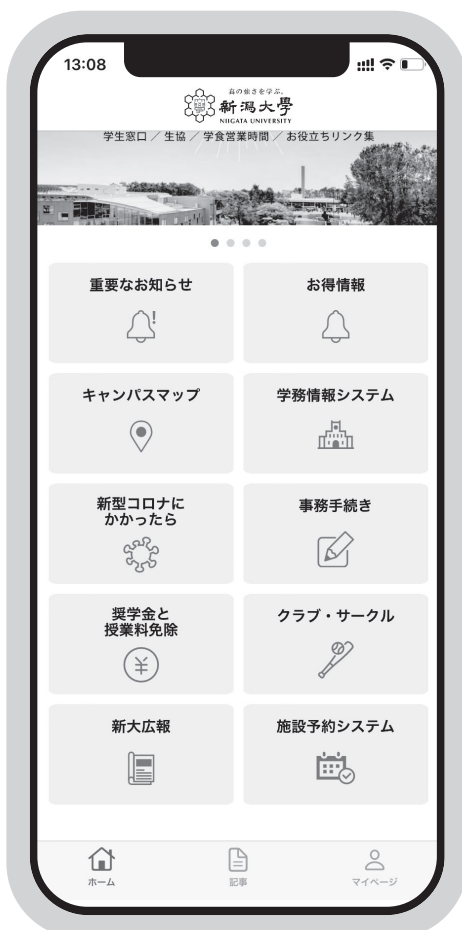 13:08
真の強さを学ぶ。
新潟大學
NIIGATA UNIVERSITY
学生窓口 ／ 生協 ／ 学食営業時間 ／ お役立ちリンク集
重要なお知らせ
お得情報
キャンパスマップ
学務情報システム
新型コロナに
かかったら
事務手続き
奨学金と
授業料免除
クラブ・サークル
新大広報
施設予約システム
ホーム
記事
マイページ